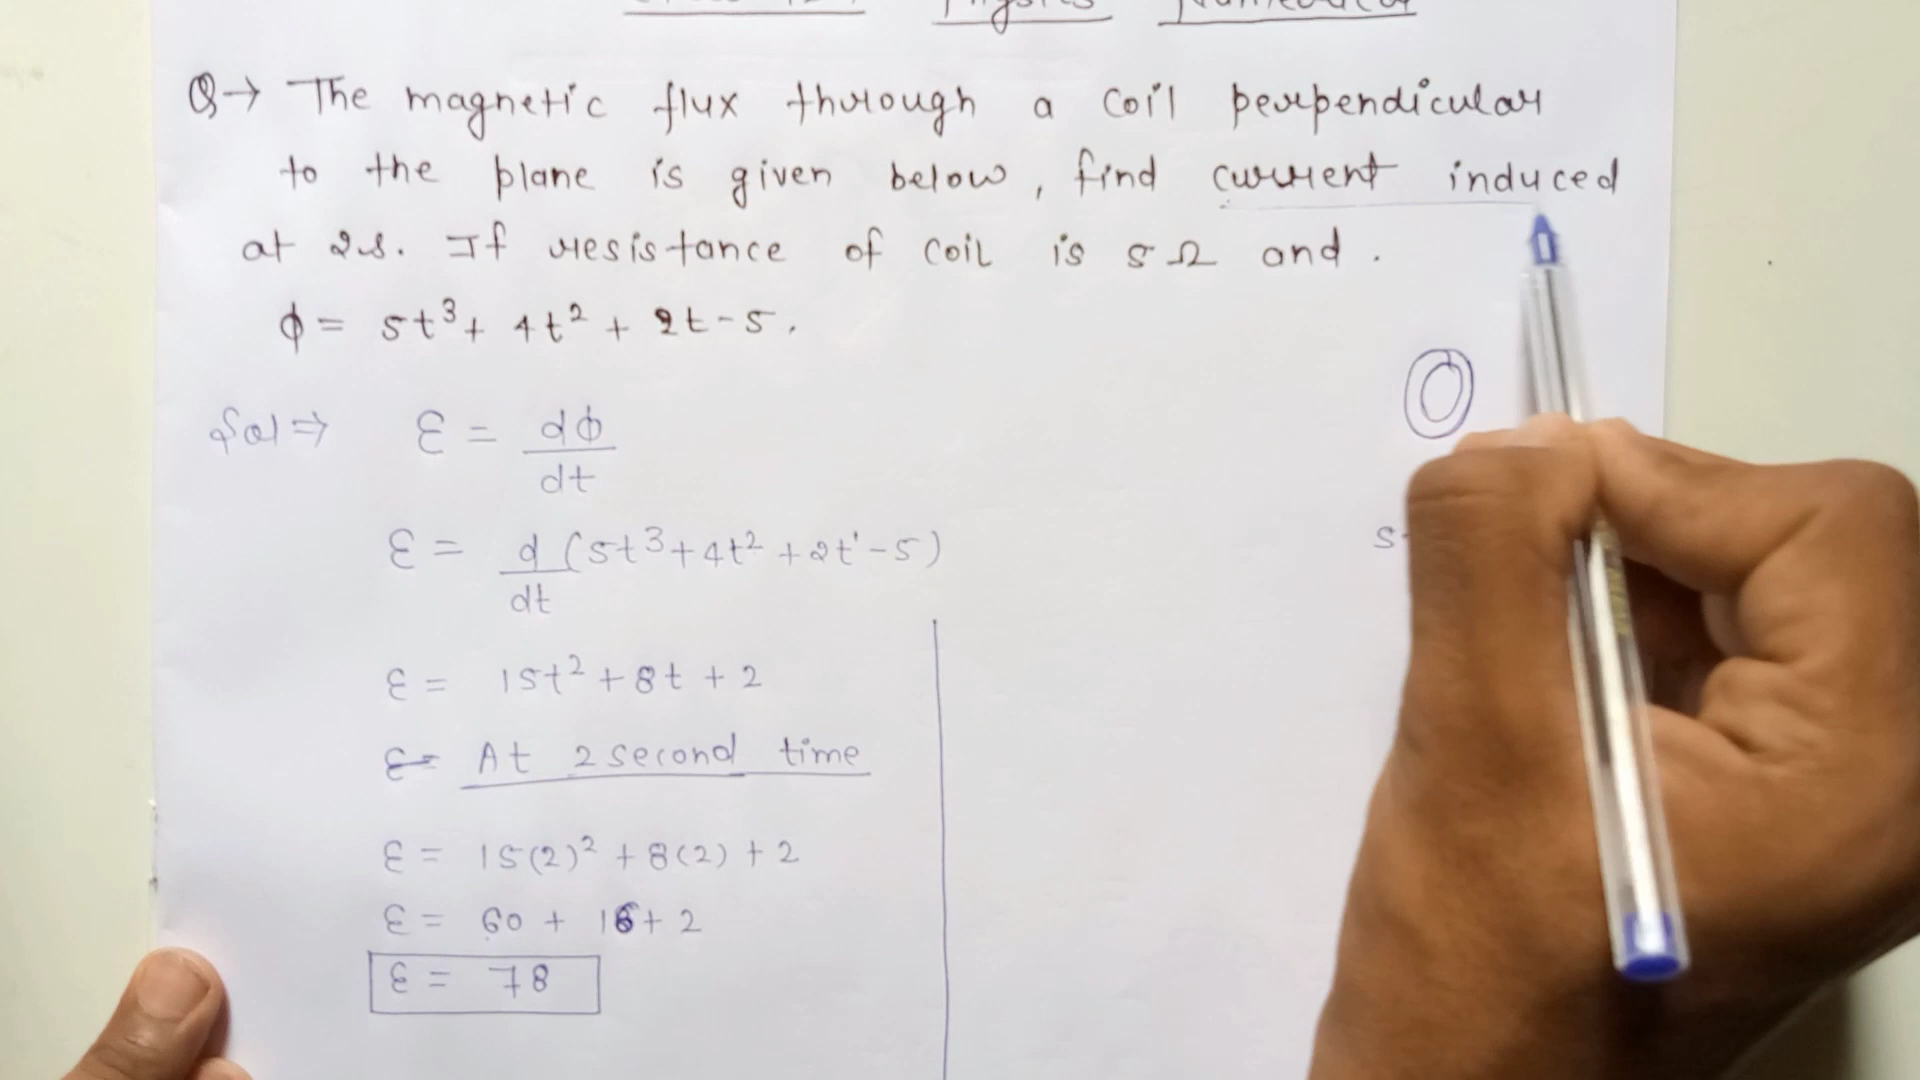 Physics Numerical
Q→ The magnetic flux through a coil perpendicular
to the plane is given below, find current induced
at 2s. If resistance of coil is 5Ω and.
ϕ = 5t³ + 4t² + 2t - 5.
Sol ⇒ ε = dϕ/dt
ε = d/dt (5t³ + 4t² + 2t' - 5)
ε = 15t² + 8t + 2
ε = At 2 second time
ε = 15(2)² + 8(2) + 2
ε = 60 + 16 + 2
ε = 78